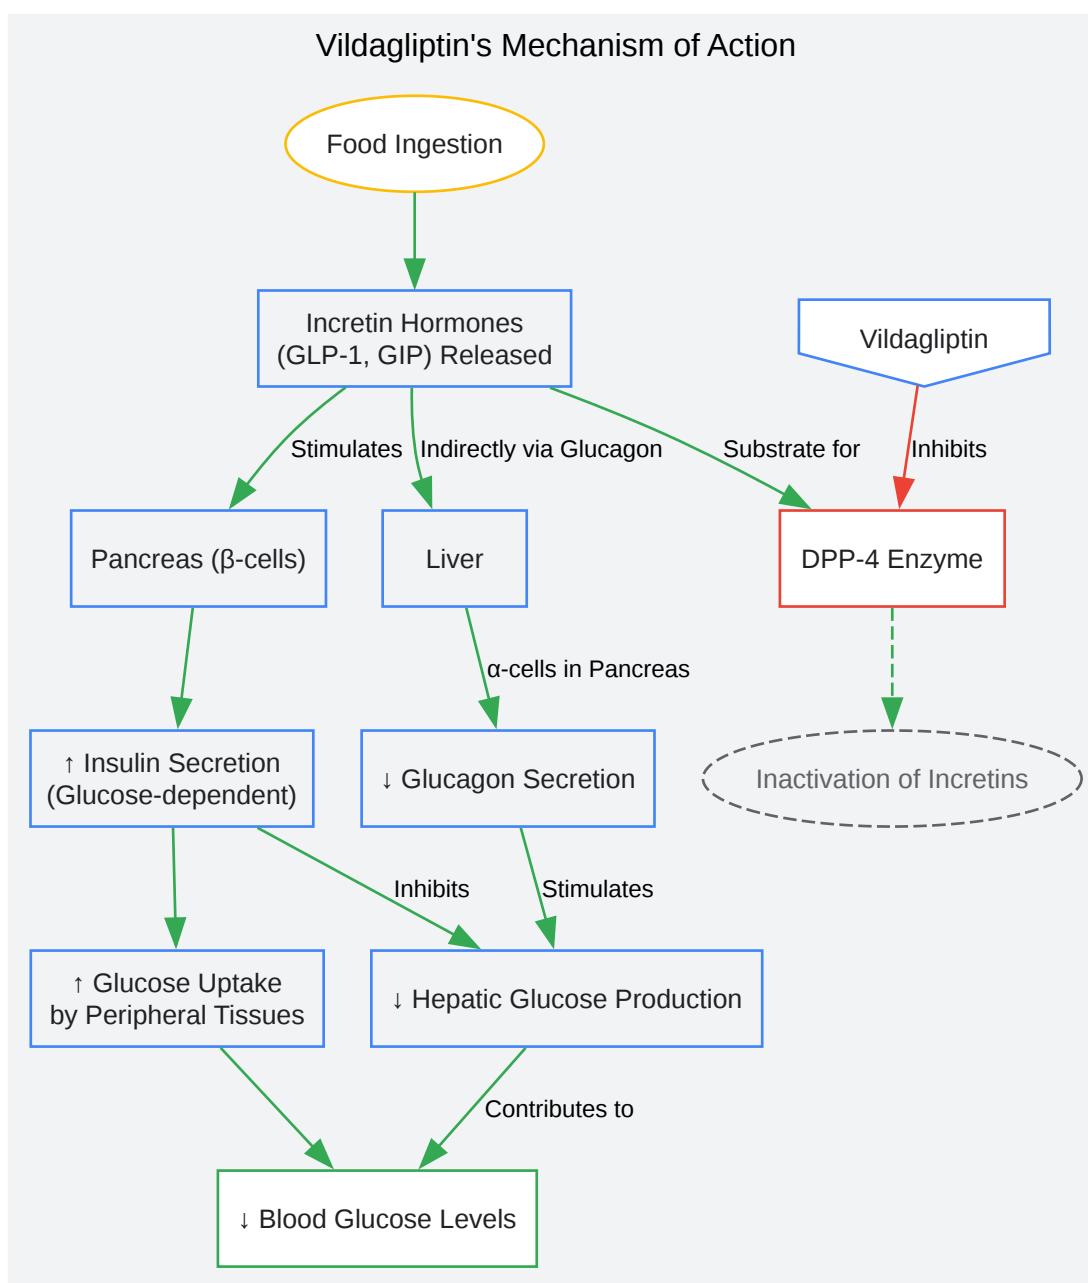 Vildagliptin's Mechanism of Action
Food Ingestion
Incretin Hormones
(GLP-1, GIP) Released
Vildagliptin
Stimulates
Indirectly via Glucagon
Substrate for
Inhibits
Pancreas (β-cells)
Liver
DPP-4 Enzyme
α-cells in Pancreas
↑ Insulin Secretion
(Glucose-dependent)
↓ Glucagon Secretion
Inactivation of Incretins
Inhibits
Stimulates
↑ Glucose Uptake
by Peripheral Tissues
↓ Hepatic Glucose Production
Contributes to
↓ Blood Glucose Levels